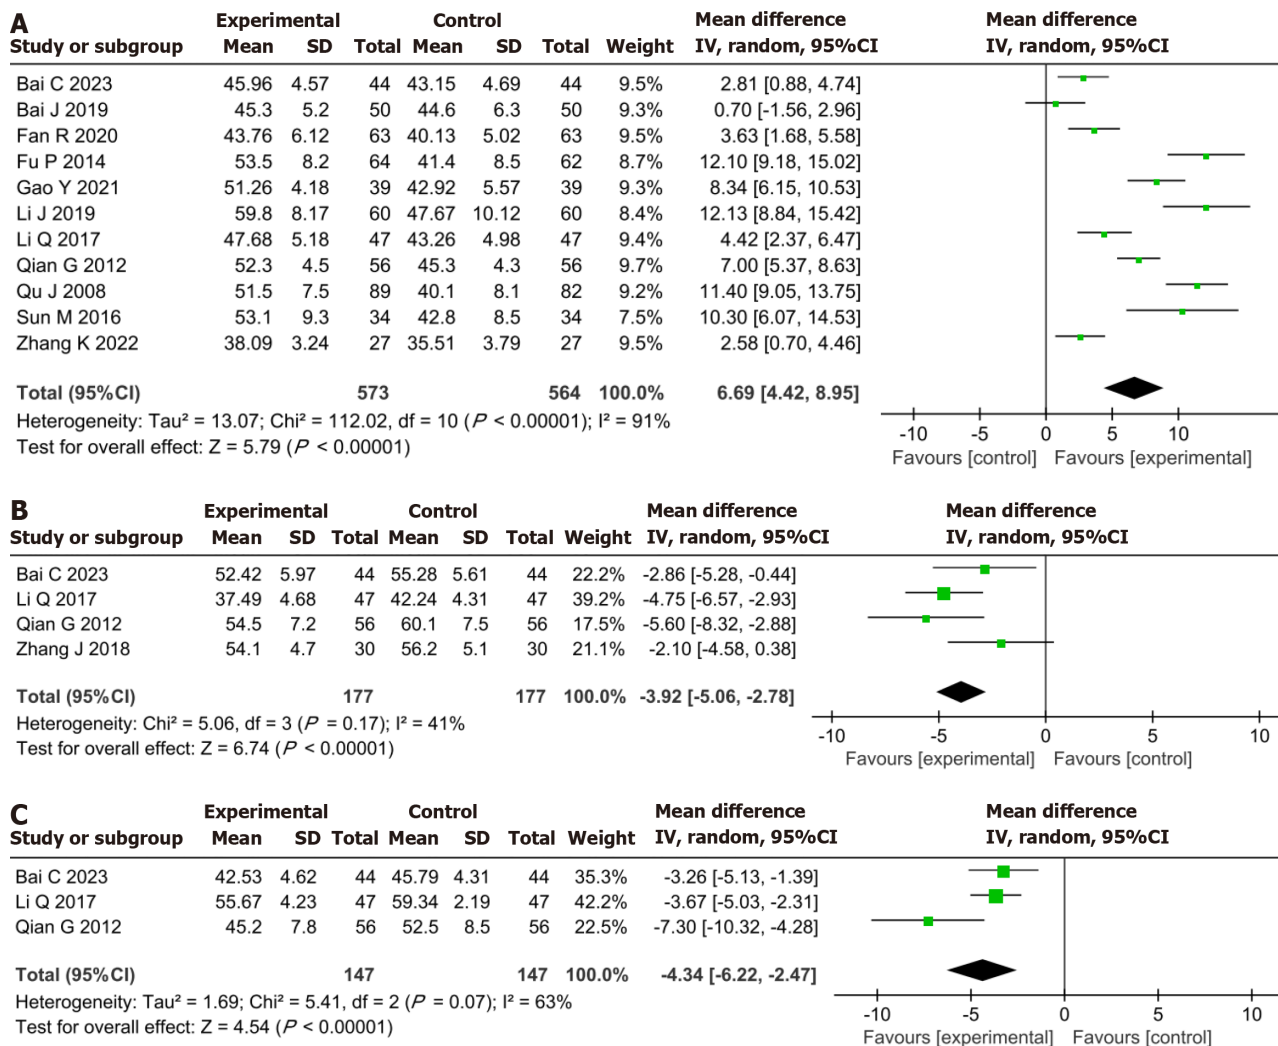 A Experimental Control Mean difference Mean difference
Study or subgroup Mean SD Total Mean SD Total Weight IV, random, 95%CI IV, random, 95%CI
Bai C 2023 45.96 4.57 44 43.15 4.69 44 9.5% 2.81 [0.88, 4.74]
Bai J 2019 45.3 5.2 50 44.6 6.3 50 9.3% 0.70 [-1.56, 2.96]
Fan R 2020 43.76 6.12 63 40.13 5.02 63 9.5% 3.63 [1.68, 5.58]
Fu P 2014 53.5 8.2 64 41.4 8.5 62 8.7% 12.10 [9.18, 15.02]
Gao Y 2021 51.26 4.18 39 42.92 5.57 39 9.3% 8.34 [6.15, 10.53]
Li J 2019 59.8 8.17 60 47.67 10.12 60 8.4% 12.13 [8.84, 15.42]
Li Q 2017 47.68 5.18 47 43.26 4.98 47 9.4% 4.42 [2.37, 6.47]
Qian G 2012 52.3 4.5 56 45.3 4.3 56 9.7% 7.00 [5.37, 8.63]
Qu J 2008 51.5 7.5 89 40.1 8.1 82 9.2% 11.40 [9.05, 13.75]
Sun M 2016 53.1 9.3 34 42.8 8.5 34 7.5% 10.30 [6.07, 14.53]
Zhang K 2022 38.09 3.24 27 35.51 3.79 27 9.5% 2.58 [0.70, 4.46]
Total (95%CI) 573 564 100.0% 6.69 [4.42, 8.95]
Heterogeneity: Tau² = 13.07; Chi² = 112.02, df = 10 (P < 0.00001); I² = 91%
Test for overall effect: Z = 5.79 (P < 0.00001)
-10 -5 0 5 10
Favours [control] Favours [experimental]
B Experimental Control Mean difference Mean difference
Study or subgroup Mean SD Total Mean SD Total Weight IV, random, 95%CI IV, random, 95%CI
Bai C 2023 52.42 5.97 44 55.28 5.61 44 22.2% -2.86 [-5.28, -0.44]
Li Q 2017 37.49 4.68 47 42.24 4.31 47 39.2% -4.75 [-6.57, -2.93]
Qian G 2012 54.5 7.2 56 60.1 7.5 56 17.5% -5.60 [-8.32, -2.88]
Zhang J 2018 54.1 4.7 30 56.2 5.1 30 21.1% -2.10 [-4.58, 0.38]
Total (95%CI) 177 177 100.0% -3.92 [-5.06, -2.78]
Heterogeneity: Chi² = 5.06, df = 3 (P = 0.17); I² = 41%
Test for overall effect: Z = 6.74 (P < 0.00001)
-10 -5 0 5 10
Favours [experimental] Favours [control]
C Experimental Control Mean difference Mean difference
Study or subgroup Mean SD Total Mean SD Total Weight IV, random, 95%CI IV, random, 95%CI
Bai C 2023 42.53 4.62 44 45.79 4.31 44 35.3% -3.26 [-5.13, -1.39]
Li Q 2017 55.67 4.23 47 59.34 2.19 47 42.2% -3.67 [-5.03, -2.31]
Qian G 2012 45.2 7.8 56 52.5 8.5 56 22.5% -7.30 [-10.32, -4.28]
Total (95%CI) 147 147 100.0% -4.34 [-6.22, -2.47]
Heterogeneity: Tau² = 1.69; Chi² = 5.41, df = 2 (P = 0.07); I² = 63%
Test for overall effect: Z = 4.54 (P < 0.00001)
-10 -5 0 5 10
Favours [experimental] Favours [control]